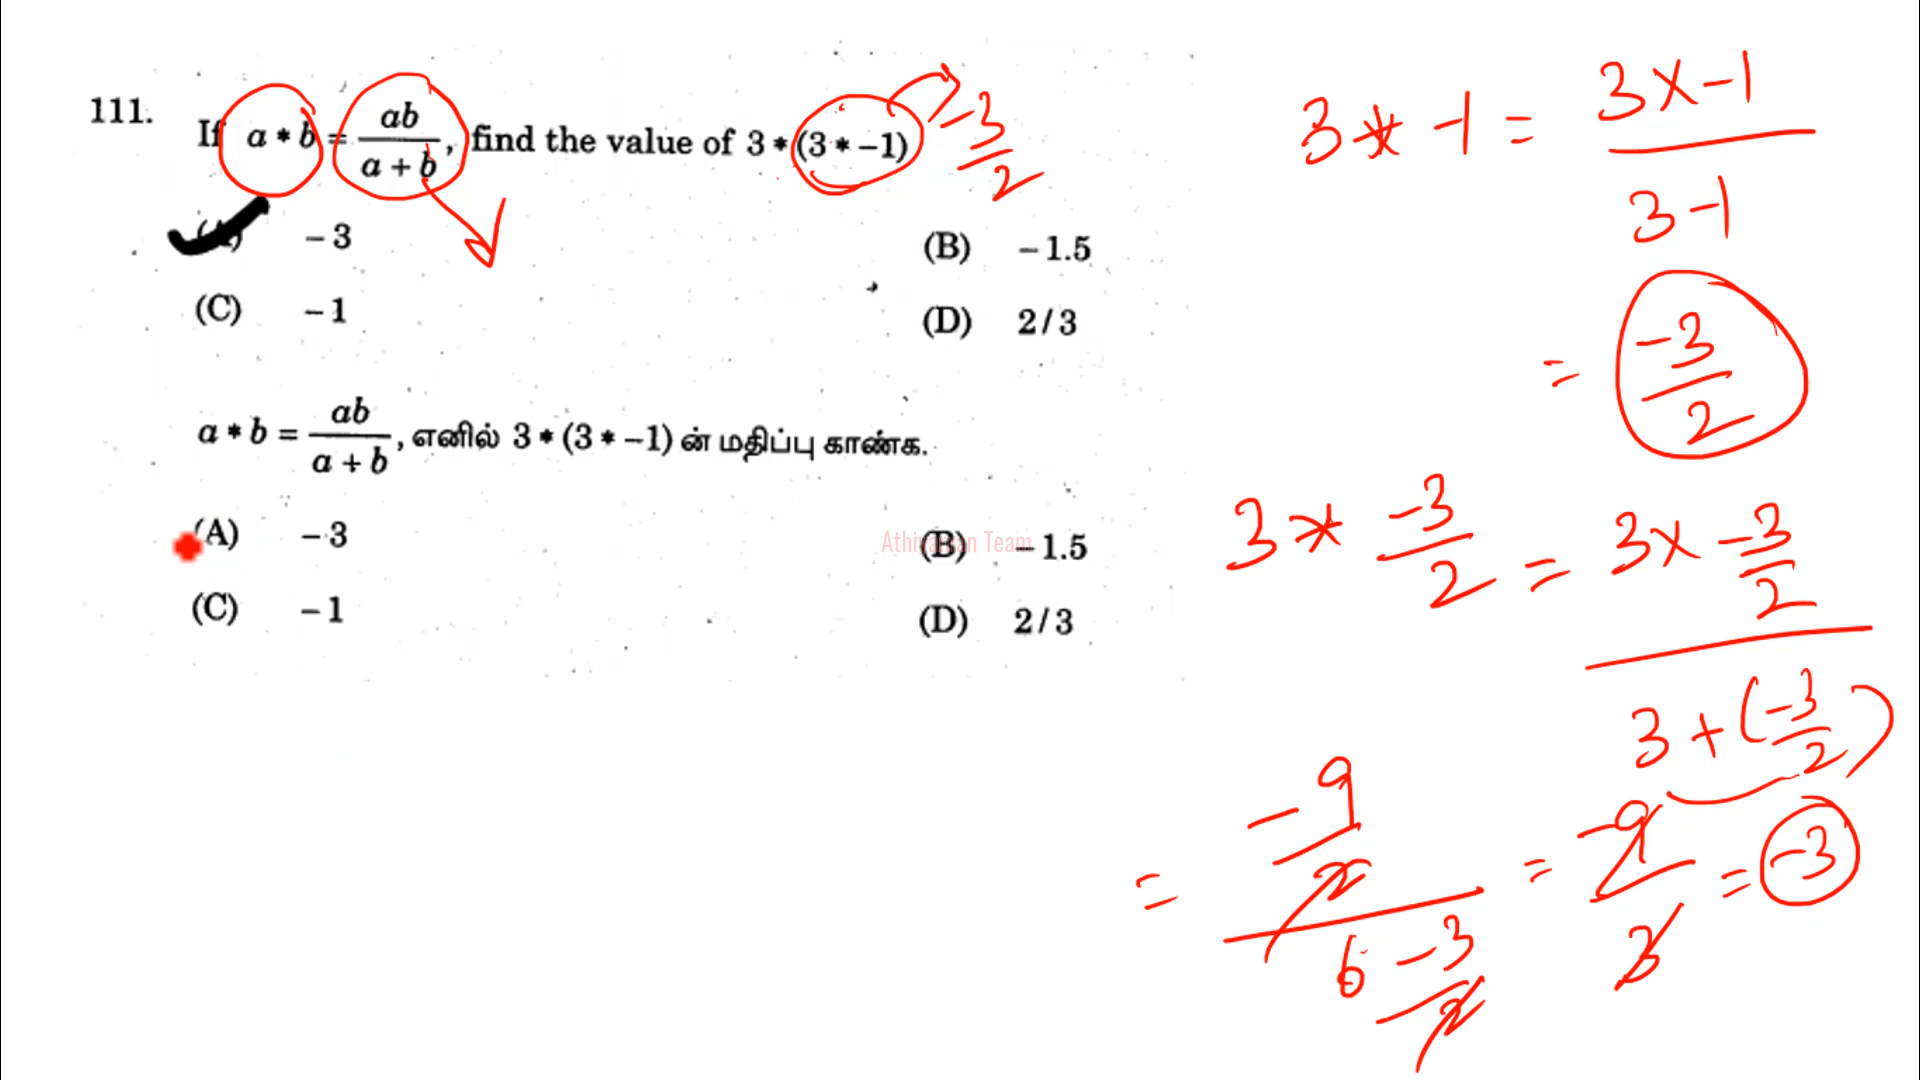 111. If a * b = ab / a + b, find the value of 3 * (3 * −1)
−3/2
(A) −3
(B) −1.5
(C) −1
(D) 2/3
a * b = ab / a + b, எனில் 3 * (3 * −1) ன் மதிப்பு காண்க.
(A) −3
(B) −1.5
(C) −1
(D) 2/3
Athiyaman Team
3 * -1 = 3 x -1 / 3 - 1
= -3/2
3 * -3/2 = 3 x -3/2 / 3 + (-3/2)
= -9/2 / 6 - 3/2 = -9/3 = -3